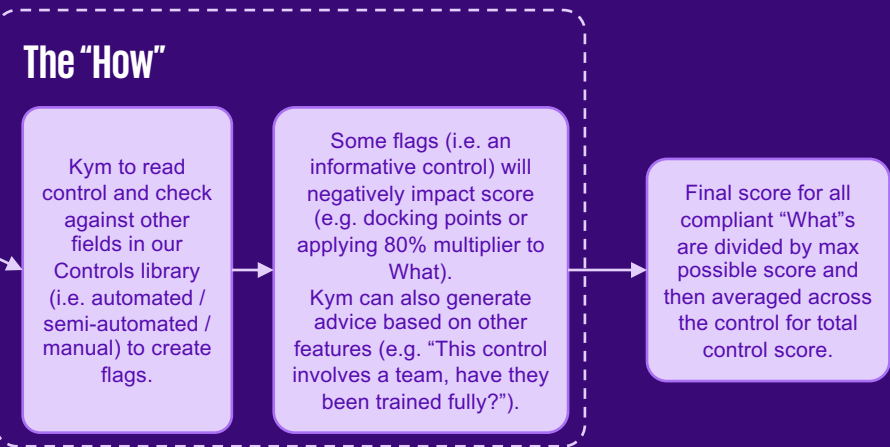 The “How”
Kym to read
control and check
against other
fields in our
Controls library
(i.e. automated /
semi-automated /
manual) to create
flags.
Some flags (i.e. an
informative control) will
negatively impact score
(e.g. docking points or
applying 80% multiplier to
What).
Kym can also generate
advice based on other
features (e.g. “This control
involves a team, have they
been trained fully?”).
Final score for all
compliant “What”s
are divided by max
possible score and
then averaged across
the control for total
control score.